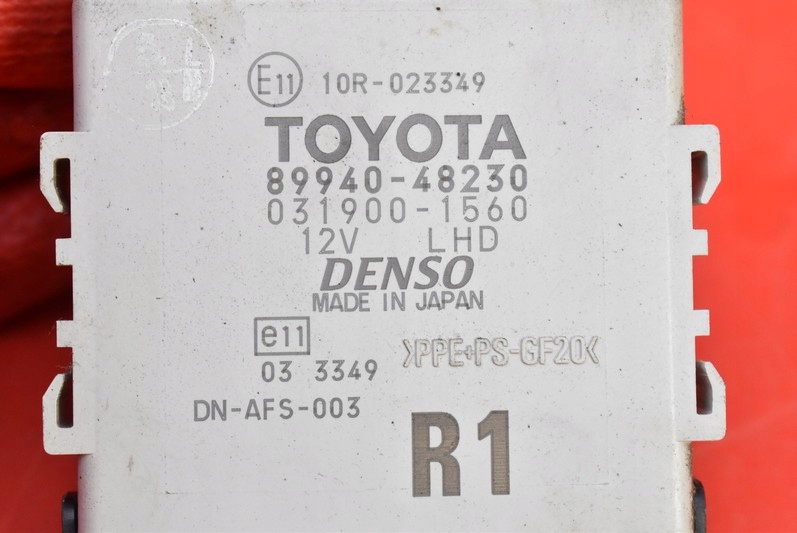 E11 10R-023349
TOYOTA
89940-48230
031900-1560
12V LHD
DENSO
MADE IN JAPAN
e11
03 3349
>PPE+PS-GF20<
DN-AFS-003
R1